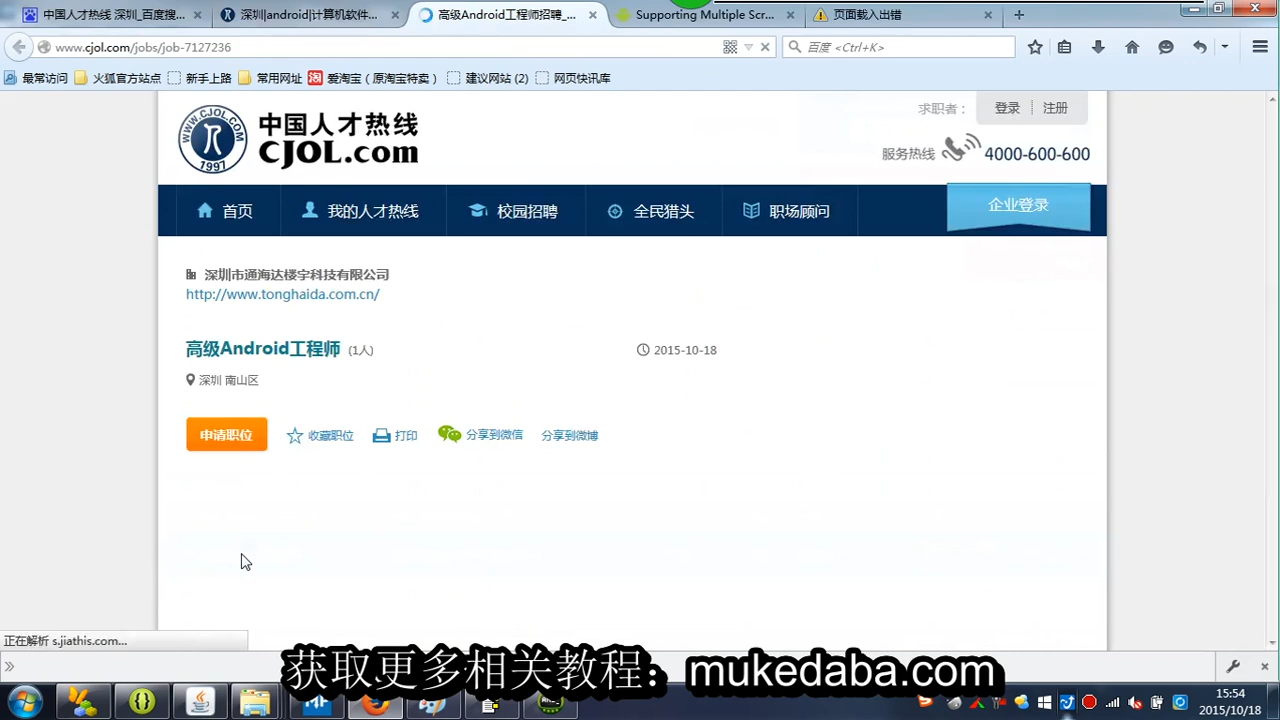 中国人才热线 深圳_百度搜...
深圳|android|计算机软件...
高级Android工程师招聘_...
Supporting Multiple Scr...
页面载入错误
www.cjol.com/jobs/job-7127236
百度 <Ctrl+K>
最常访问
火狐官方站点
新手上路
常用网址
淘
爱淘宝（原淘宝特卖）
建议网站 (2)
网页快讯库
WWW.CJOL.COM
1997
中国人才热线
CJOL.com
求职者：
登录
注册
服务热线
4000-600-600
首页
我的人才热线
校园招聘
全民猎头
职场顾问
企业登录
深圳市通海达楼宇科技有限公司
http://www.tonghaida.com.cn/
高级Android工程师 (1人)
2015-10-18
深圳 南山区
申请职位
收藏职位
打印
分享到微信
分享到微博
正在解析 s.jiathis.com...
获取更多相关教程：mukedaba.com
15:54
2015/10/18